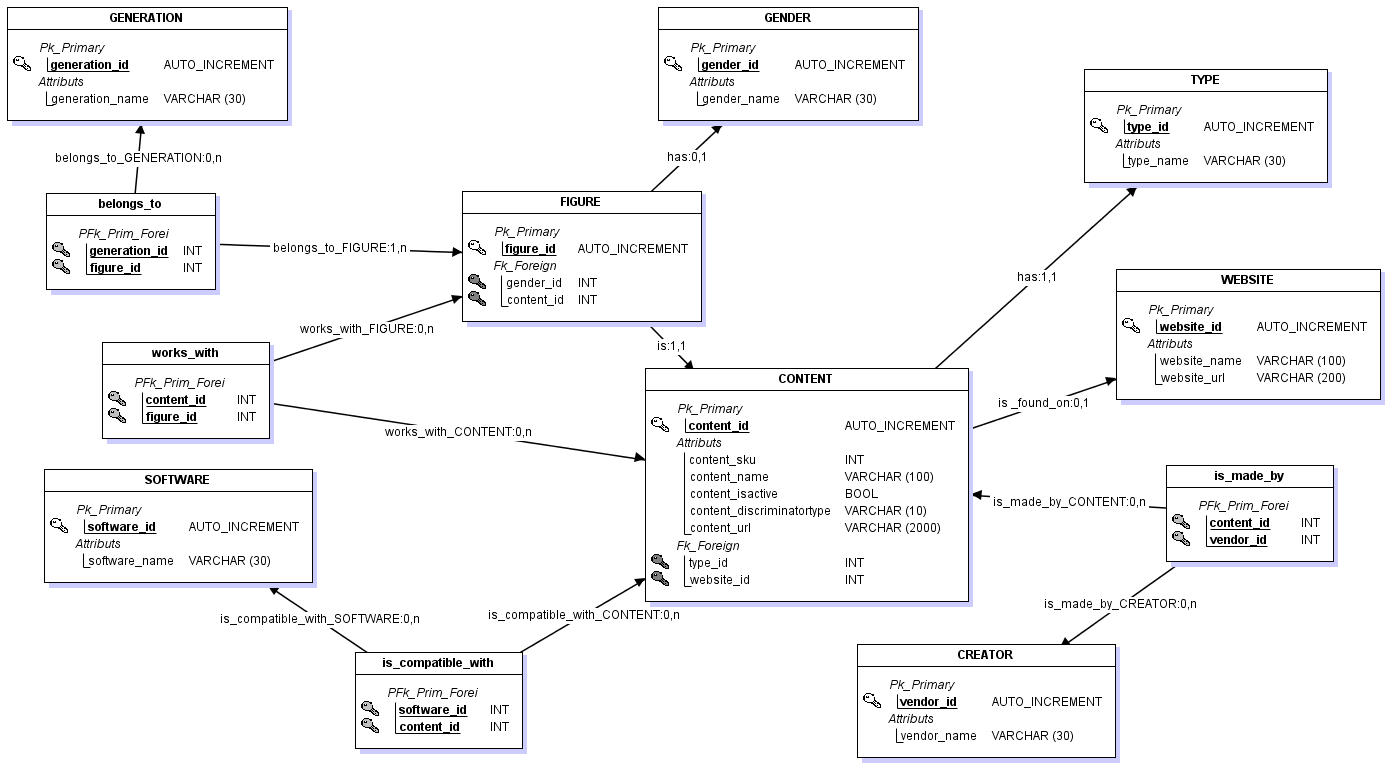 GENERATION
Pk_Primary
generation_id AUTO_INCREMENT
Attributs
generation_name VARCHAR (30)
GENDER
Pk_Primary
gender_id AUTO_INCREMENT
Attributs
gender_name VARCHAR (30)
TYPE
Pk_Primary
type_id AUTO_INCREMENT
Attributs
type_name VARCHAR (30)
belongs_to_GENERATION:0,n
has:0,1
belongs_to
PFk_Prim_Forei
generation_id INT
figure_id INT
belongs_to_FIGURE:1,n
FIGURE
Pk_Primary
figure_id AUTO_INCREMENT
Fk_Foreign
gender_id INT
content_id INT
has:1,1
WEBSITE
Pk_Primary
website_id AUTO_INCREMENT
Attributs
website_name VARCHAR (100)
website_url VARCHAR (200)
works_with_FIGURE:0,n
is:1,1
works_with
PFk_Prim_Forei
content_id INT
figure_id INT
works_with_CONTENT:0,n
CONTENT
Pk_Primary
content_id AUTO_INCREMENT
Attributs
content_sku INT
content_name VARCHAR (100)
content_isactive BOOL
content_discriminatortype VARCHAR (10)
content_url VARCHAR (2000)
Fk_Foreign
type_id INT
website_id INT
is _found_on:0,1
is_made_by_CONTENT:0,n
is_made_by
PFk_Prim_Forei
content_id INT
vendor_id INT
SOFTWARE
Pk_Primary
software_id AUTO_INCREMENT
Attributs
software_name VARCHAR (30)
is_compatible_with_SOFTWARE:0,n
is_compatible_with_CONTENT:0,n
is_made_by_CREATOR:0,n
is_compatible_with
PFk_Prim_Forei
software_id INT
content_id INT
CREATOR
Pk_Primary
vendor_id AUTO_INCREMENT
Attributs
vendor_name VARCHAR (30)